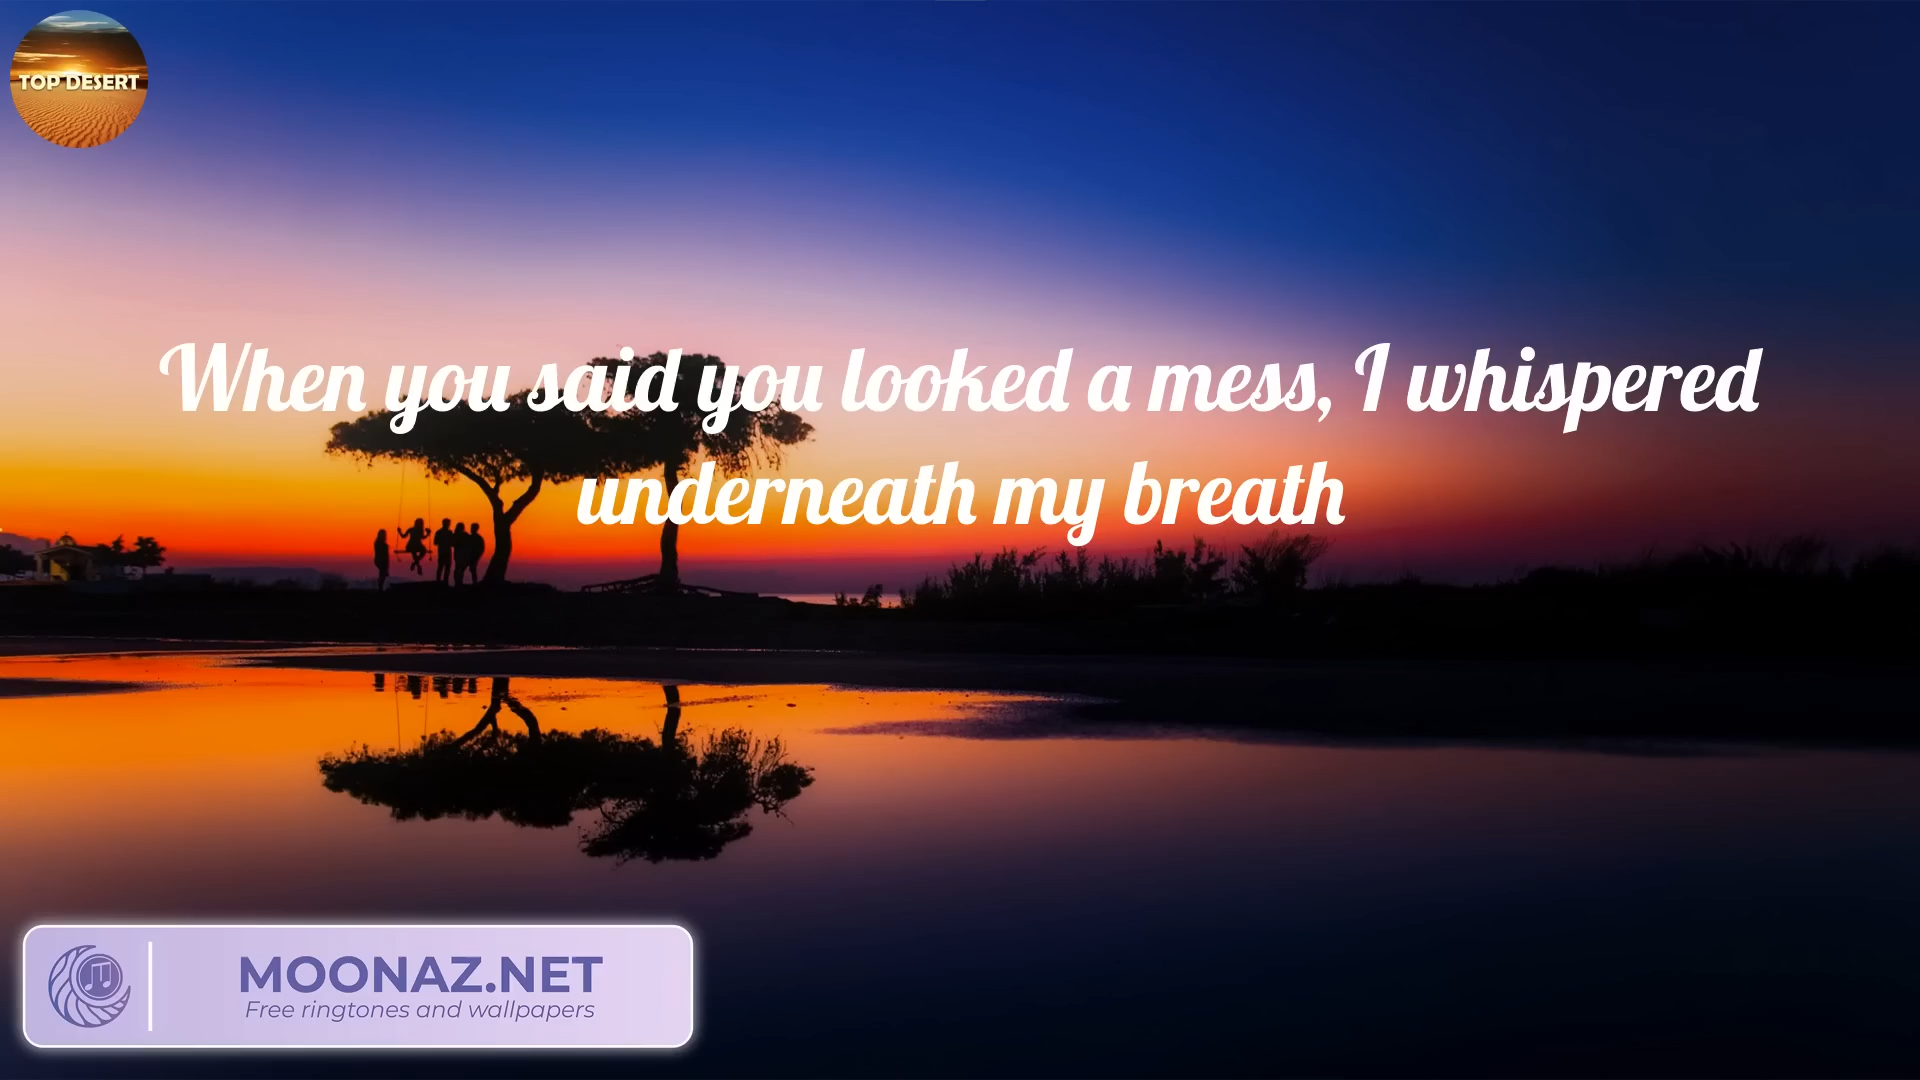 TOP DESERT
When you said you looked a mess, I whispered
underneath my breath
MOONAZ.NET
Free ringtones and wallpapers